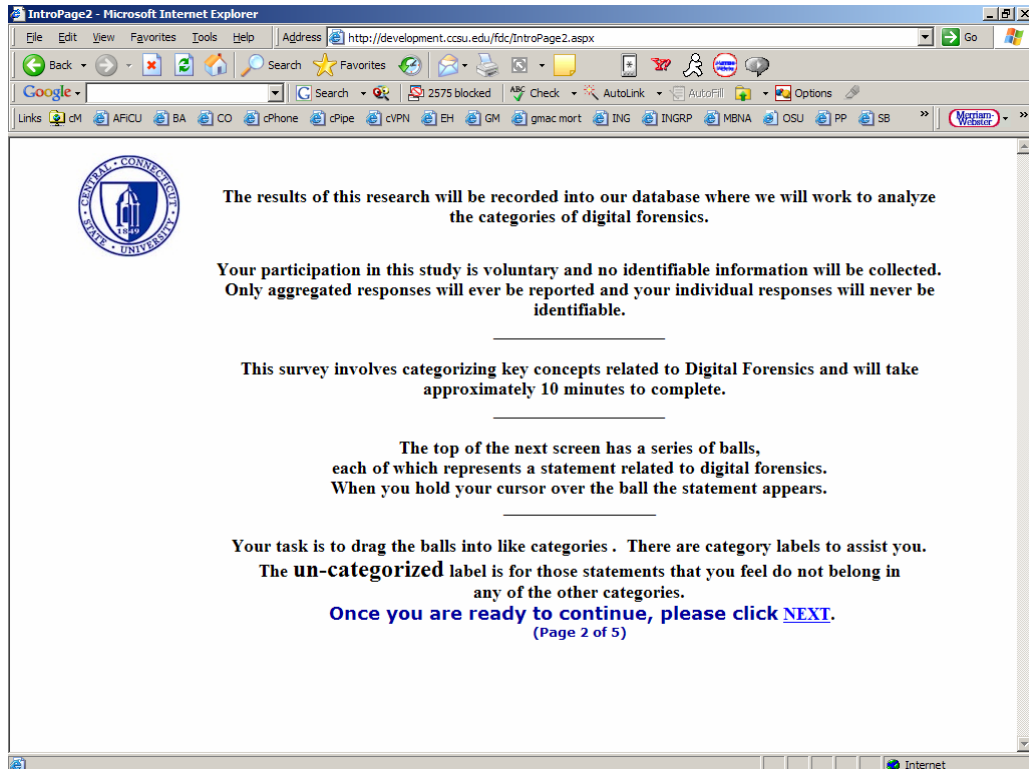 IntroPage2 - Microsoft Internet Explorer
File Edit View Favorites Tools Help Address http://development.ccsu.edu/fdc/IntroPage2.aspx Go
Back Search Favorites
Google Search 2575 blocked ABC Check AutoLink AutoFill Options
Links cM AFiCU BA CO cPhone cPipe cVPN EH GM gmac mort ING INGRP MBNA OSU PP SB » Merriam-Webster »
CENTRAL · CONNECTICUT · STATE · UNIVERSITY
1849
The results of this research will be recorded into our database where we will work to analyze
the categories of digital forensics.
Your participation in this study is voluntary and no identifiable information will be collected.
Only aggregated responses will ever be reported and your individual responses will never be
identifiable.
This survey involves categorizing key concepts related to Digital Forensics and will take
approximately 10 minutes to complete.
The top of the next screen has a series of balls,
each of which represents a statement related to digital forensics.
When you hold your cursor over the ball the statement appears.
Your task is to drag the balls into like categories . There are category labels to assist you.
The un-categorized label is for those statements that you feel do not belong in
any of the other categories.
Once you are ready to continue, please click NEXT.
(Page 2 of 5)
Internet